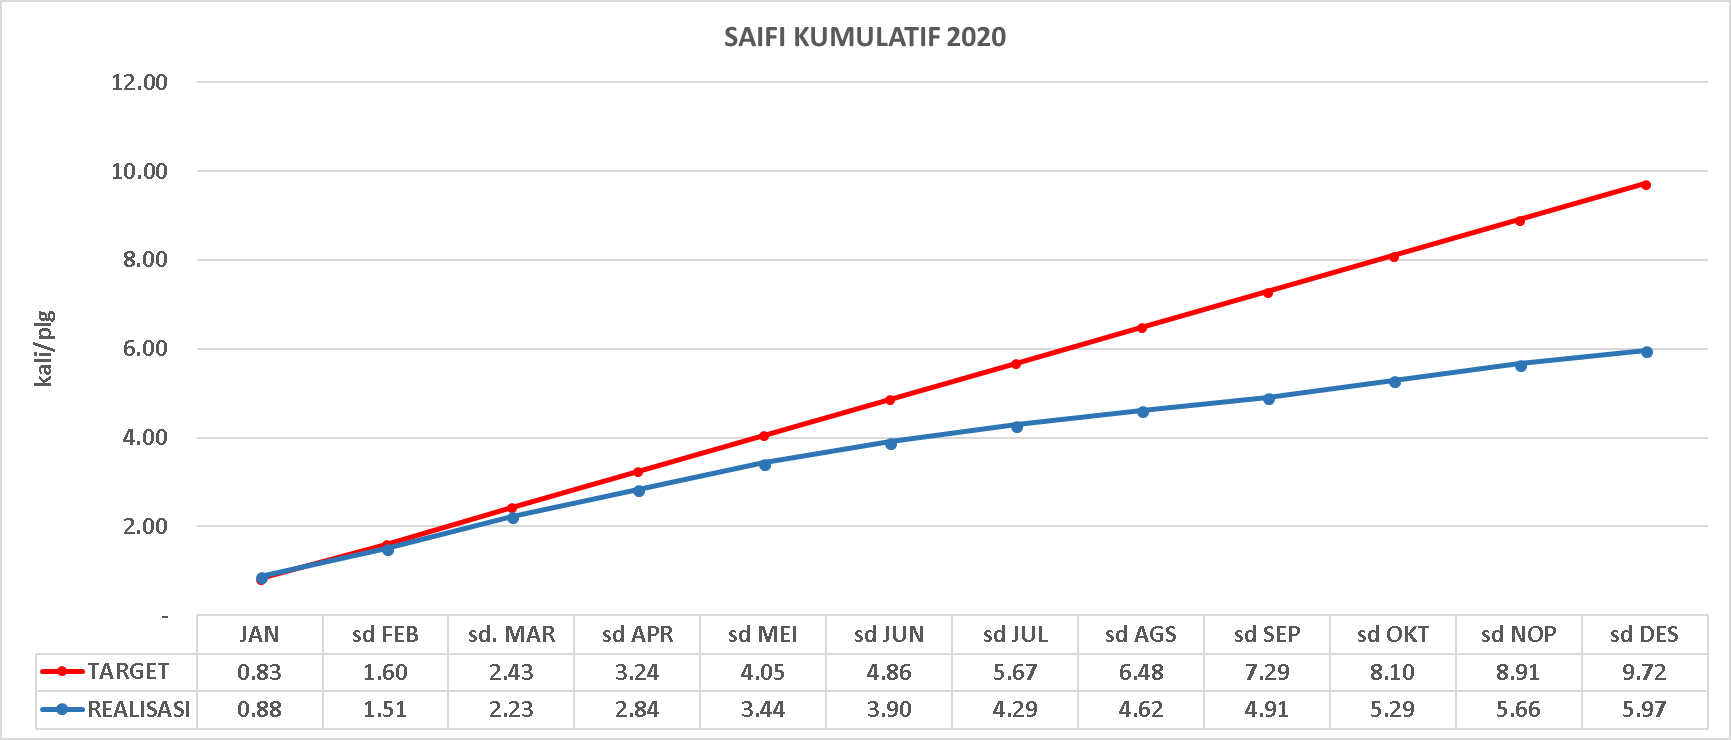 SAIFI KUMULATIF 2020
12.00
10.00
8.00
6.00
4.00
2.00
-
kali/plg
JAN sd FEB sd. MAR sd APR sd MEI sd JUN sd JUL sd AGS sd SEP sd OKT sd NOP sd DES
TARGET 0.83 1.60 2.43 3.24 4.05 4.86 5.67 6.48 7.29 8.10 8.91 9.72
REALISASI 0.88 1.51 2.23 2.84 3.44 3.90 4.29 4.62 4.91 5.29 5.66 5.97